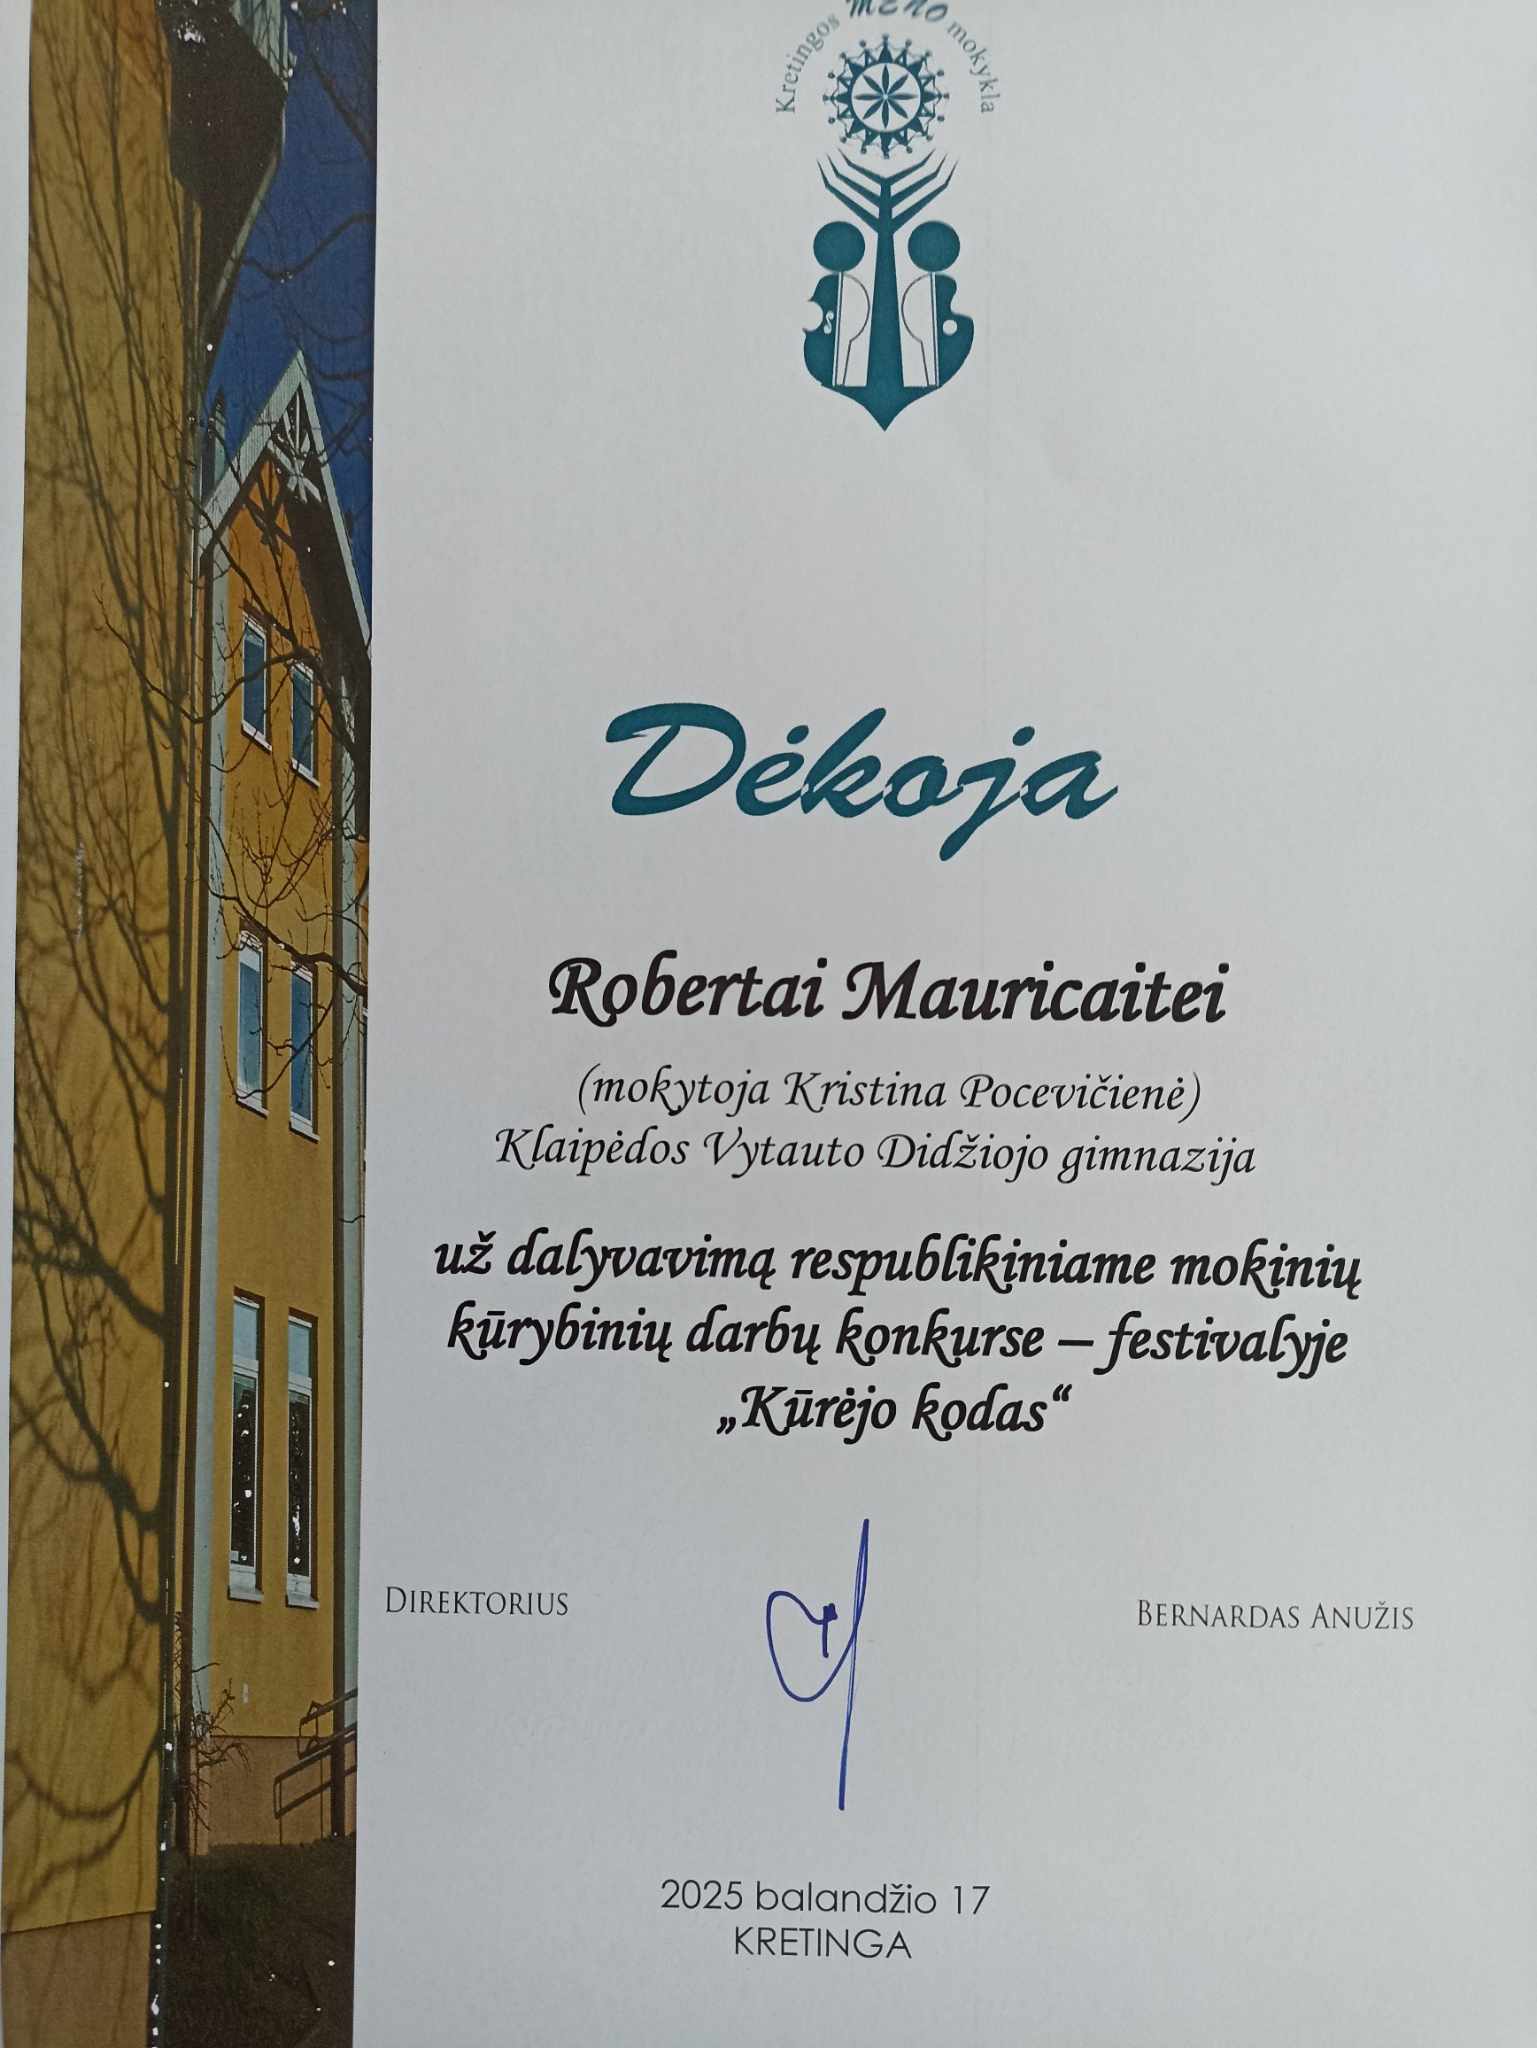 Kretingos MENO mokykla
Dėkoja
Robertai Mauricaitei
(mokytoja Kristina Pocevičienė)
Klaipėdos Vytauto Didžiojo gimnazija
už dalyvavimą respublikiniame mokinių
kūrybinių darbų konkurse – festivalyje
„Kūrėjo kodas“
DIREKTORIUS
BERNARDAS ANUŽIS
2025 balandžio 17
KRETINGA